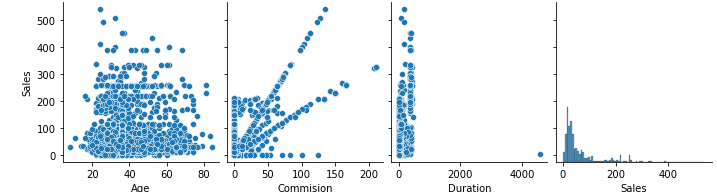 500
400
300
200
100
0
Sales
20 40 60 80
0 50 100 150 200
0 2000 4000
0 200 400
Age
Commision
Duration
Sales